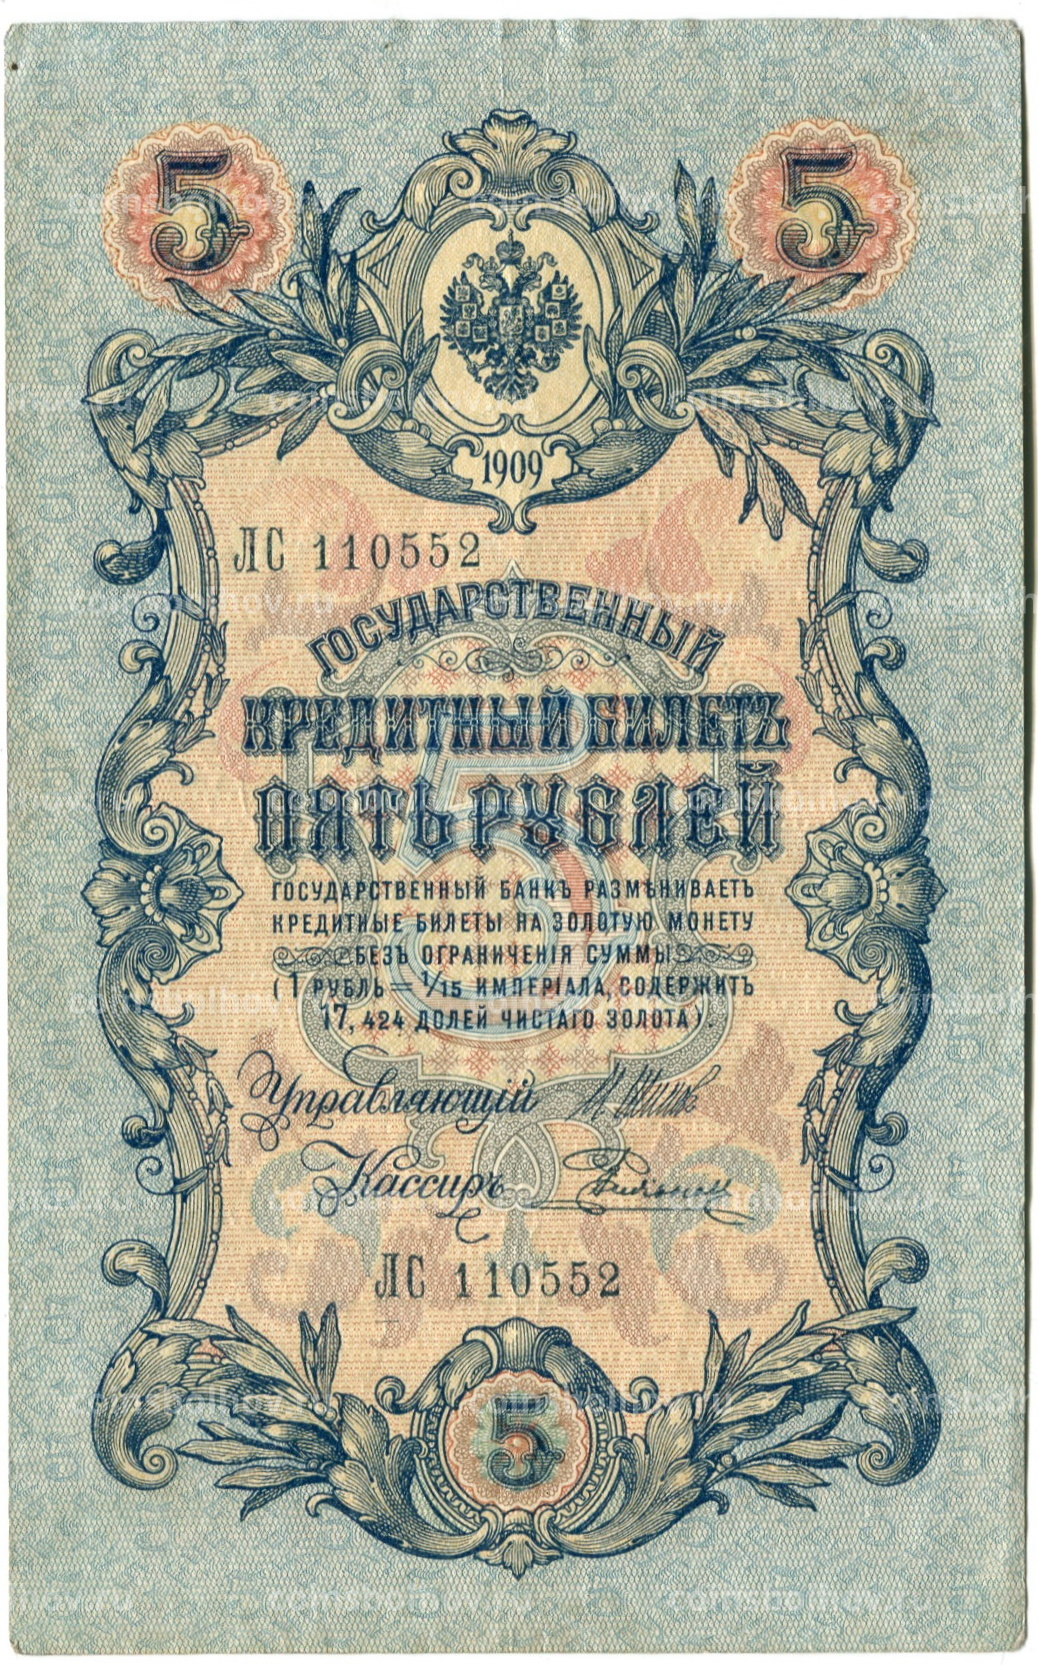 5 5
1909
ЛС 110552
ГОСУДАРСТВЕННЫЙ
КРЕДИТНЫЙ БИЛЕТЪ
ПЯТЬ РУБЛЕЙ
5
ГОСУДАРСТВЕННЫЙ БАНКЪ РАЗМѢНИВАЕТЪ
КРЕДИТНЫЕ БИЛЕТЫ НА ЗОЛОТУЮ МОНЕТУ
БЕЗЪ ОГРАНИЧЕНІЯ СУММЫ
(1 РУБЛЬ = 1/15 ИМПЕРІАЛА, СОДЕРЖИТЪ
17,424 ДОЛЕЙ ЧИСТАГО ЗОЛОТА).
Управляющій
Кассиръ
ЛС 110552
5